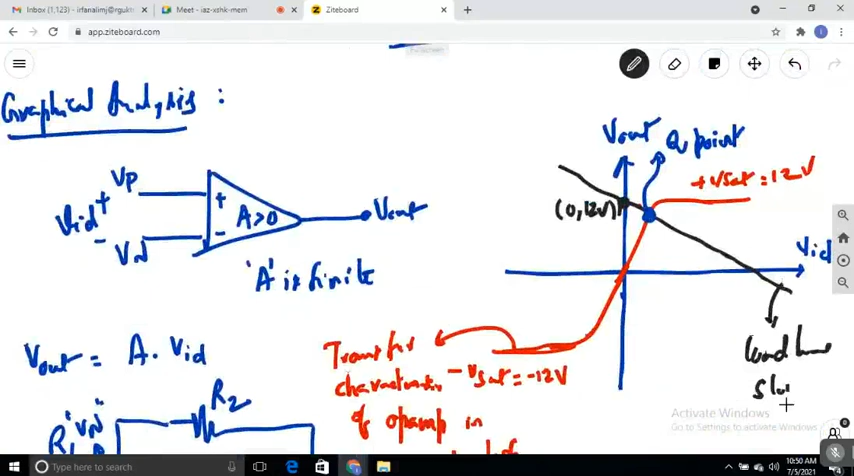 Inbox (1,123) - irfanalimj@rgukt
Meet - iaz-xshk-mem
Ziteboard
app.ziteboard.com
Graphical Analysis :
Vout
Q, point
+Vsat = 12V
VP
Vid
+
-
VN
+
-
A>0
Vout
(0, 12V)
Vid
'A' is finite
Vout = A. Vid
Transfer
characteristic
-Vsat = -12V
of opamp in
load line
"VN"
R2
R1
Activate Windows
Go to Settings to activate Windows
Type here to search
10:50 AM
7/5/2021